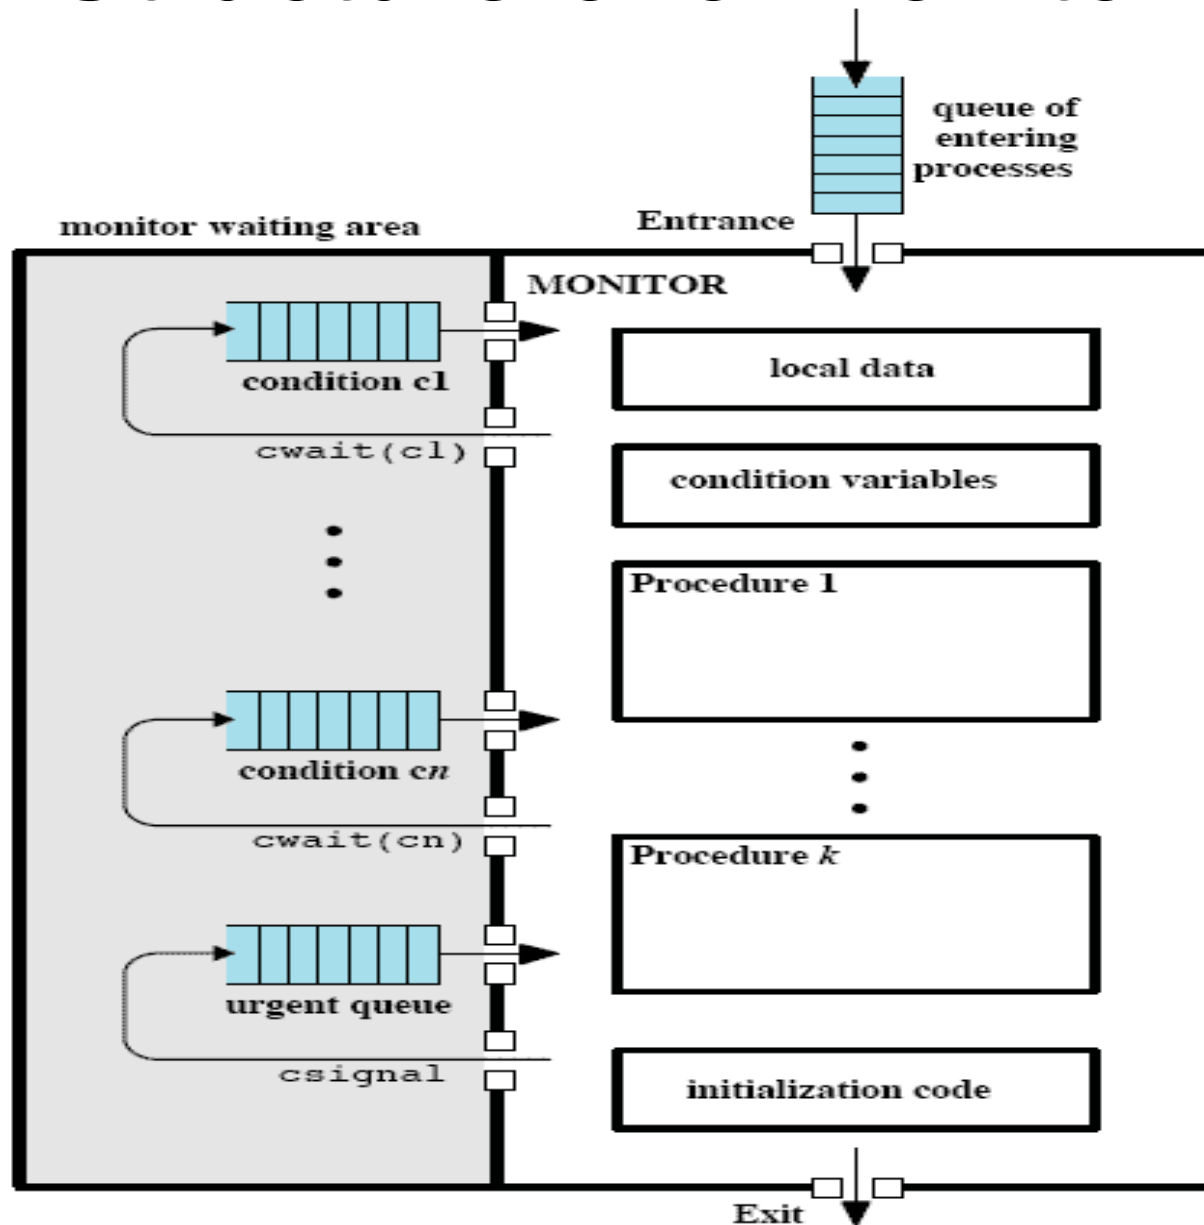 queue of
entering
processes
monitor waiting area
Entrance
MONITOR
condition c1
cwait(c1)
local data
condition variables
Procedure 1
condition cn
cwait(cn)
Procedure k
urgent queue
csignal
initialization code
Exit